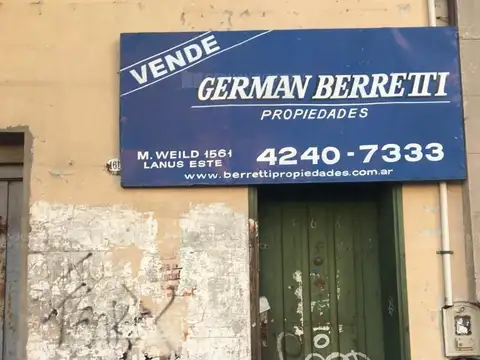 VENDE
GERMAN BERRETTI
PROPIEDADES
M. WEILD 1561
LANUS ESTE
4240-7333
www.berrettipropiedades.com.ar